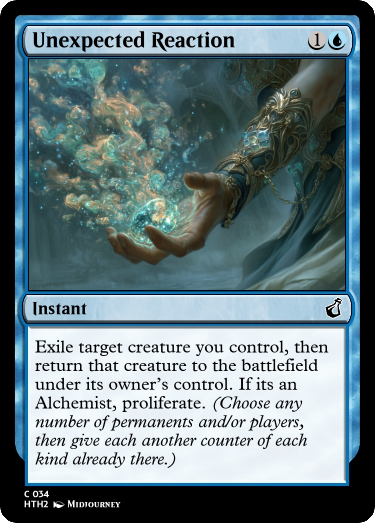 Unexpected Reaction 1
Instant
Exile target creature you control, then
return that creature to the battlefield
under its owner's control. If its an
Alchemist, proliferate. (Choose any
number of permanents and/or players,
then give each another counter of each
kind already there.)
C 034
HTH2 Midjourney